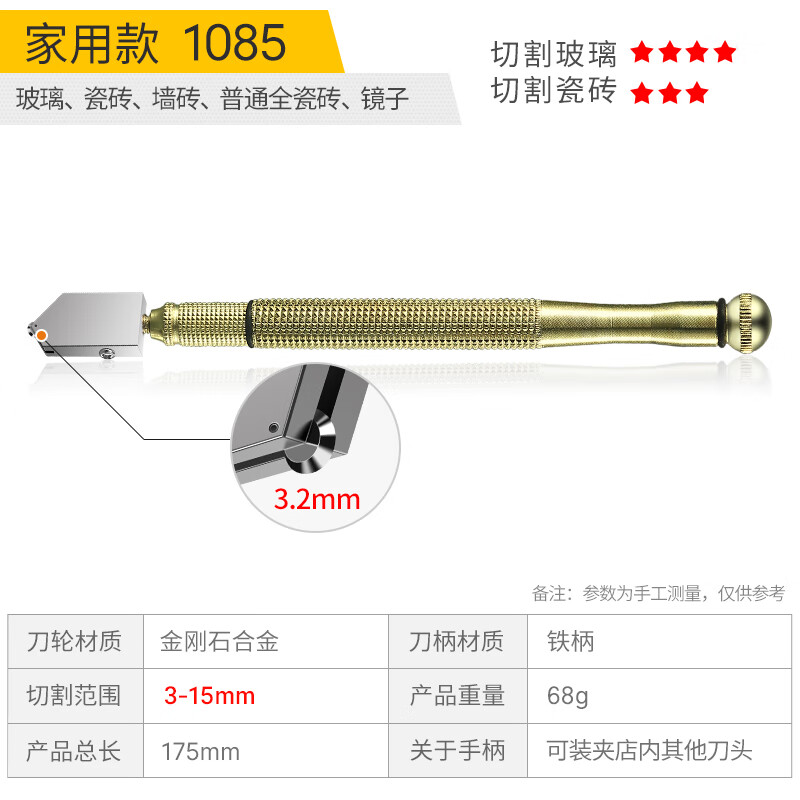 家用款 1085
玻璃、瓷砖、墙砖、普通全瓷砖、镜子
切割玻璃 ★★★★
切割瓷砖 ★★★
3.2mm
备注：参数为手工测量，仅供参考
刀轮材质 金刚石合金 刀柄材质 铁柄
切割范围 3-15mm 产品重量 68g
产品总长 175mm 关于手柄 可装夹店内其他刀头